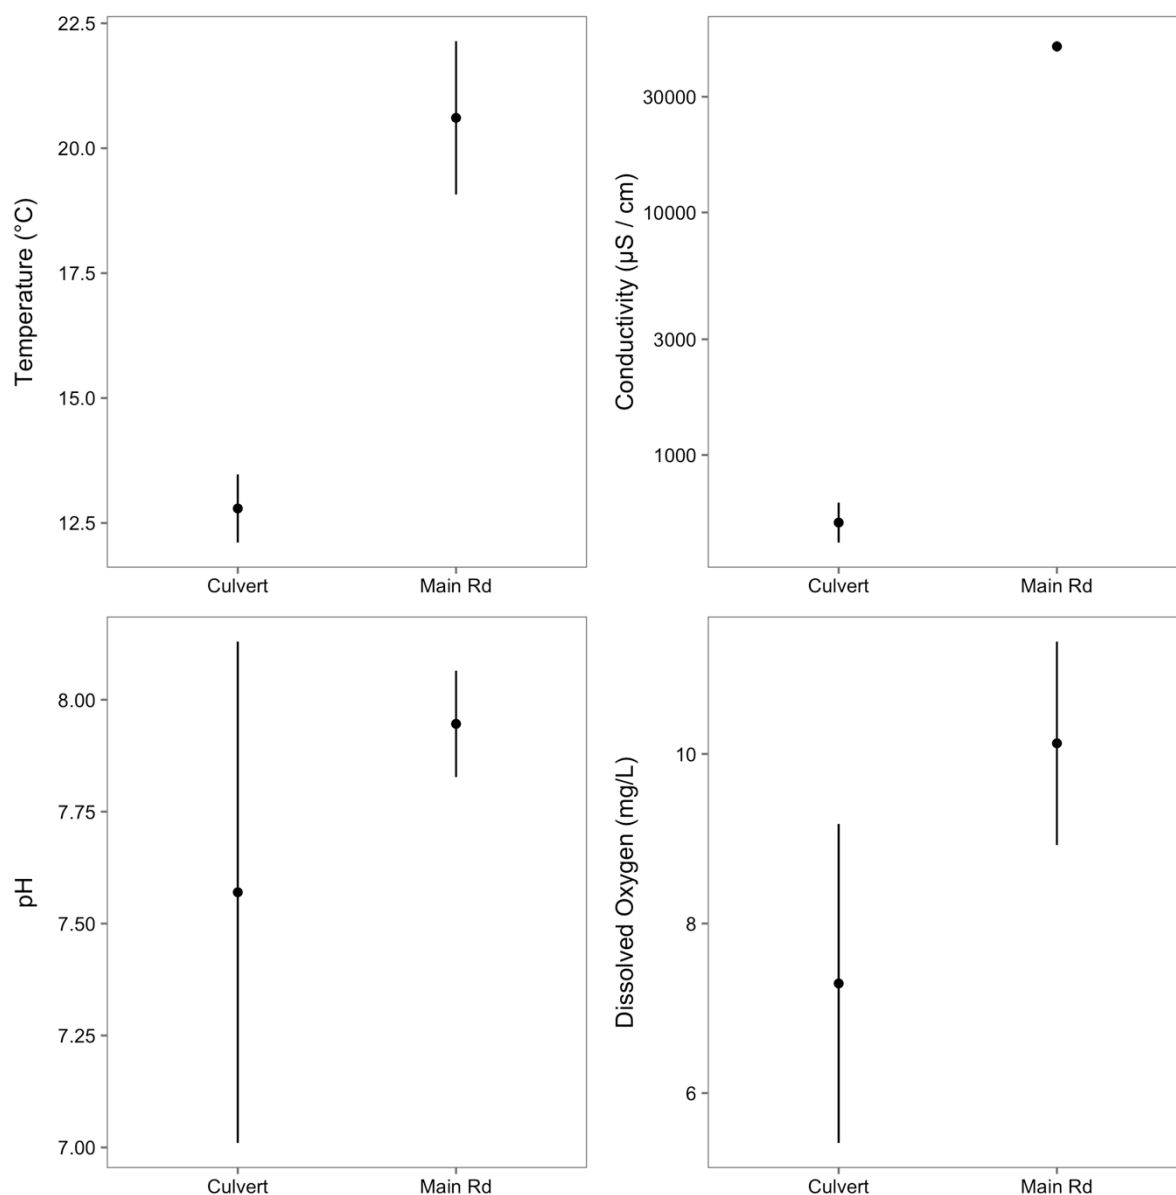 Temperature (°C)
22.5
20.0
17.5
15.0
12.5
Culvert Main Rd
Conductivity (µS / cm)
30000
10000
3000
1000
Culvert Main Rd
pH
8.00
7.75
7.50
7.25
7.00
Culvert Main Rd
Dissolved Oxygen (mg/L)
10
8
6
Culvert Main Rd